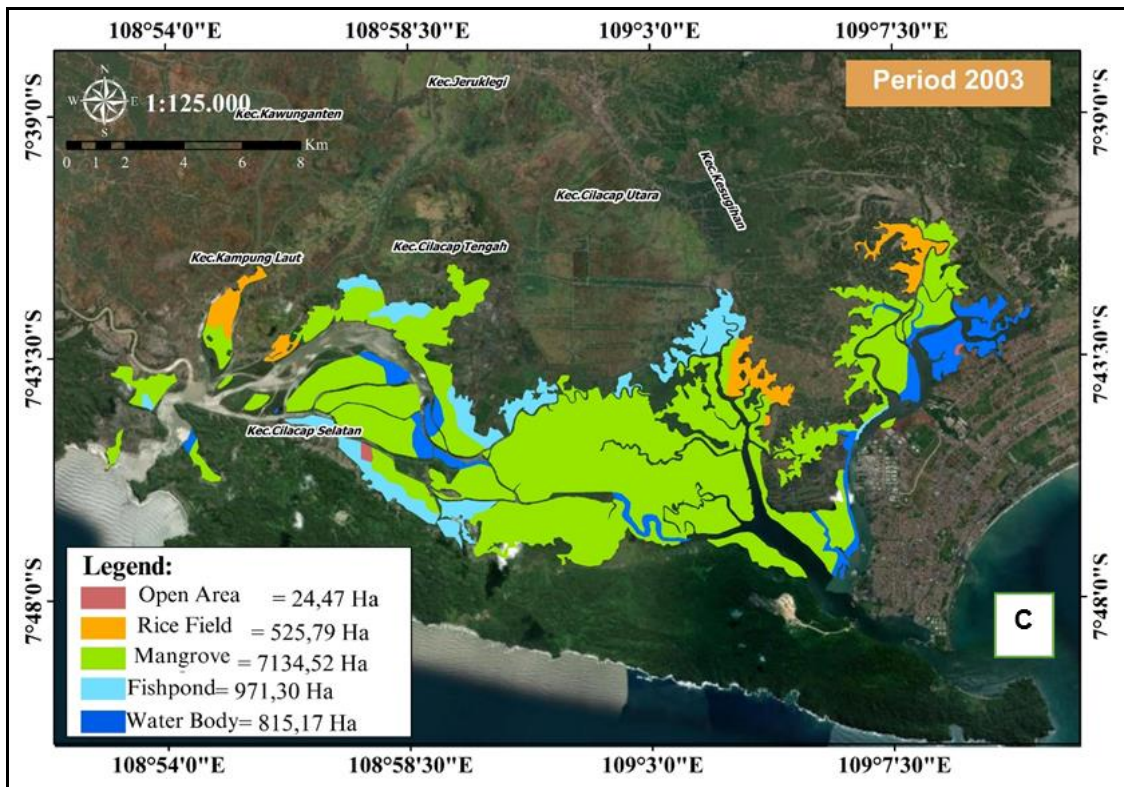 108°54'0"E 108°58'30"E 109°3'0"E 109°7'30"E
Period 2003
N
W E
S
1:125.000
Km
0 1 2 4 6 8
Kec.Jeruklegi
Kec.Kawunganten
7°39'0"S 7°39'0"S
Kec.Kesugihan
Kec.Cilacap Utara
Kec.Cilacap Tengah
Kec.Kampung Laut
7°43'30"S 7°43'30"S
Kec.Cilacap Selatan
Legend:
Open Area = 24,47 Ha
Rice Field = 525,79 Ha
Mangrove = 7134,52 Ha
Fishpond= 971,30 Ha
Water Body= 815,17 Ha
7°48'0"S 7°48'0"S
C
108°54'0"E 108°58'30"E 109°3'0"E 109°7'30"E